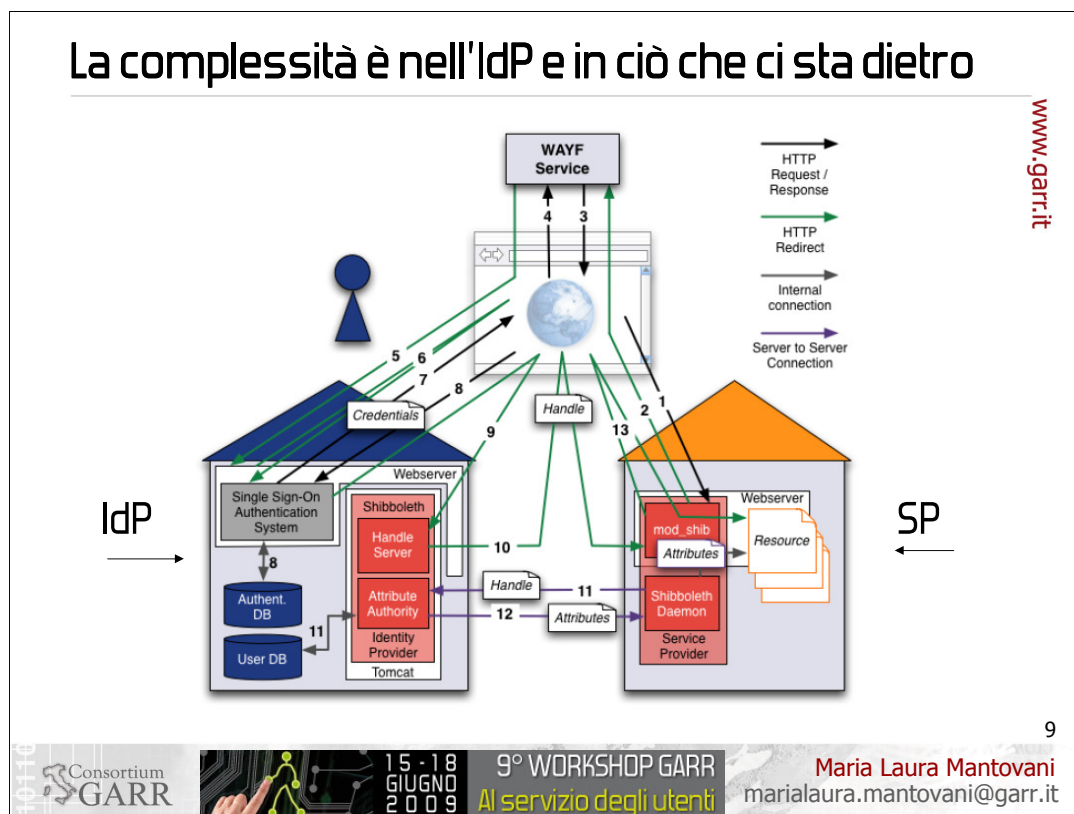 La complessità è nell'IdP e in ciò che ci sta dietro
www.garr.it
WAYF
Service
HTTP
Request /
Response
HTTP
Redirect
Internal
connection
Server to Server
Connection
4
3
5
6
7
8
Credentials
9
Handle
13
2
1
IdP
SP
Webserver
Single Sign-On
Authentication
System
8
Authent.
DB
11
User DB
Shibboleth
Handle
Server
Attribute
Authority
Identity
Provider
Tomcat
10
Handle
11
12
Attributes
Webserver
mod_shib
Attributes
Resource
Shibboleth
Daemon
Service
Provider
9
10110
Consortium
GARR
15-18
GIUGNO
2009
9° WORKSHOP GARR
Al servizio degli utenti
Maria Laura Mantovani
marialaura.mantovani@garr.it